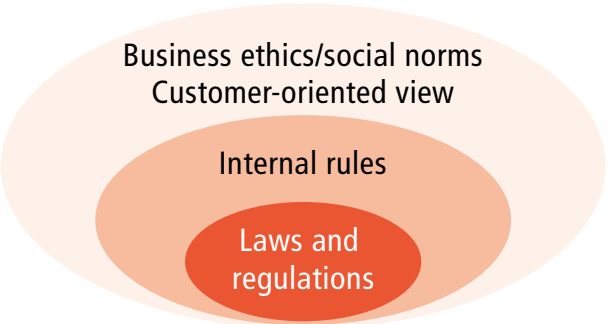 Business ethics/social norms
Customer-oriented view
Internal rules
Laws and
regulations